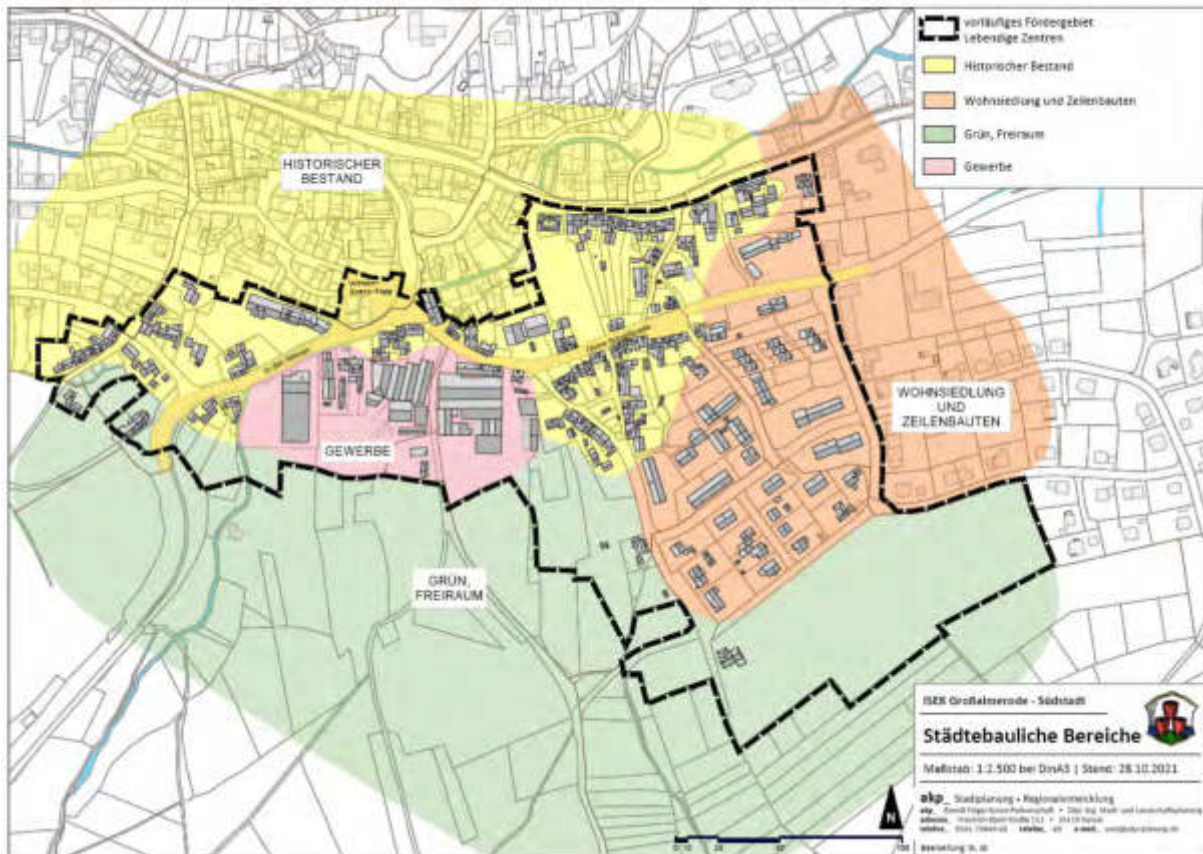 vorläufiges Fördergebiet
Lebendige Zentren
Historischer Bestand
Wohnsiedlung und Zeilenbauten
Grün, Freiraum
Gewerbe
HISTORISCHER
BESTAND
WOHNSIEDLUNG
UND
ZEILENBAUTEN
GEWERBE
GRÜN,
FREIRAUM
ISEK Großalmerode - Südstadt
Städtebauliche Bereiche
Maßstab: 1:2.500 bei DinA3 | Stand: 28.10.2021
akp_ Stadtplanung + Regionalentwicklung
N